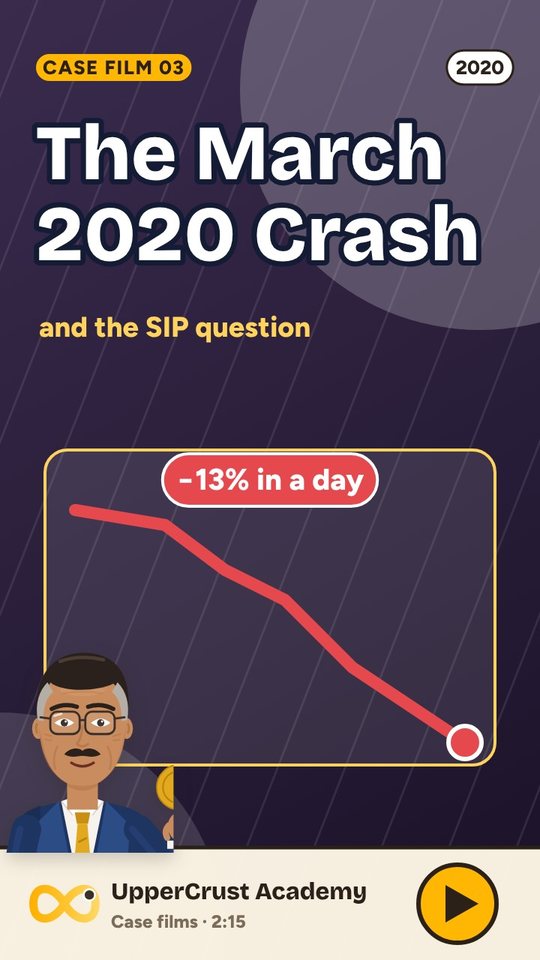 CASE FILM 03
2020
The March
2020 Crash
and the SIP question
-13% in a day
UpperCrust Academy
Case films · 2:15